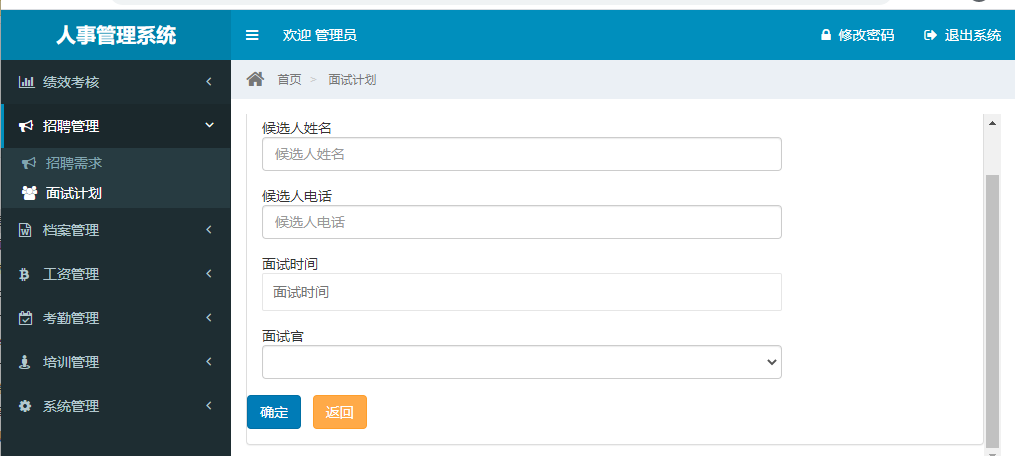 人事管理系统
欢迎 管理员
修改密码
退出系统
首页 > 面试计划
绩效考核
招聘管理
招聘需求
面试计划
档案管理
工资管理
考勤管理
培训管理
系统管理
候选人姓名
候选人姓名
候选人电话
候选人电话
面试时间
面试时间
面试官
确定
返回